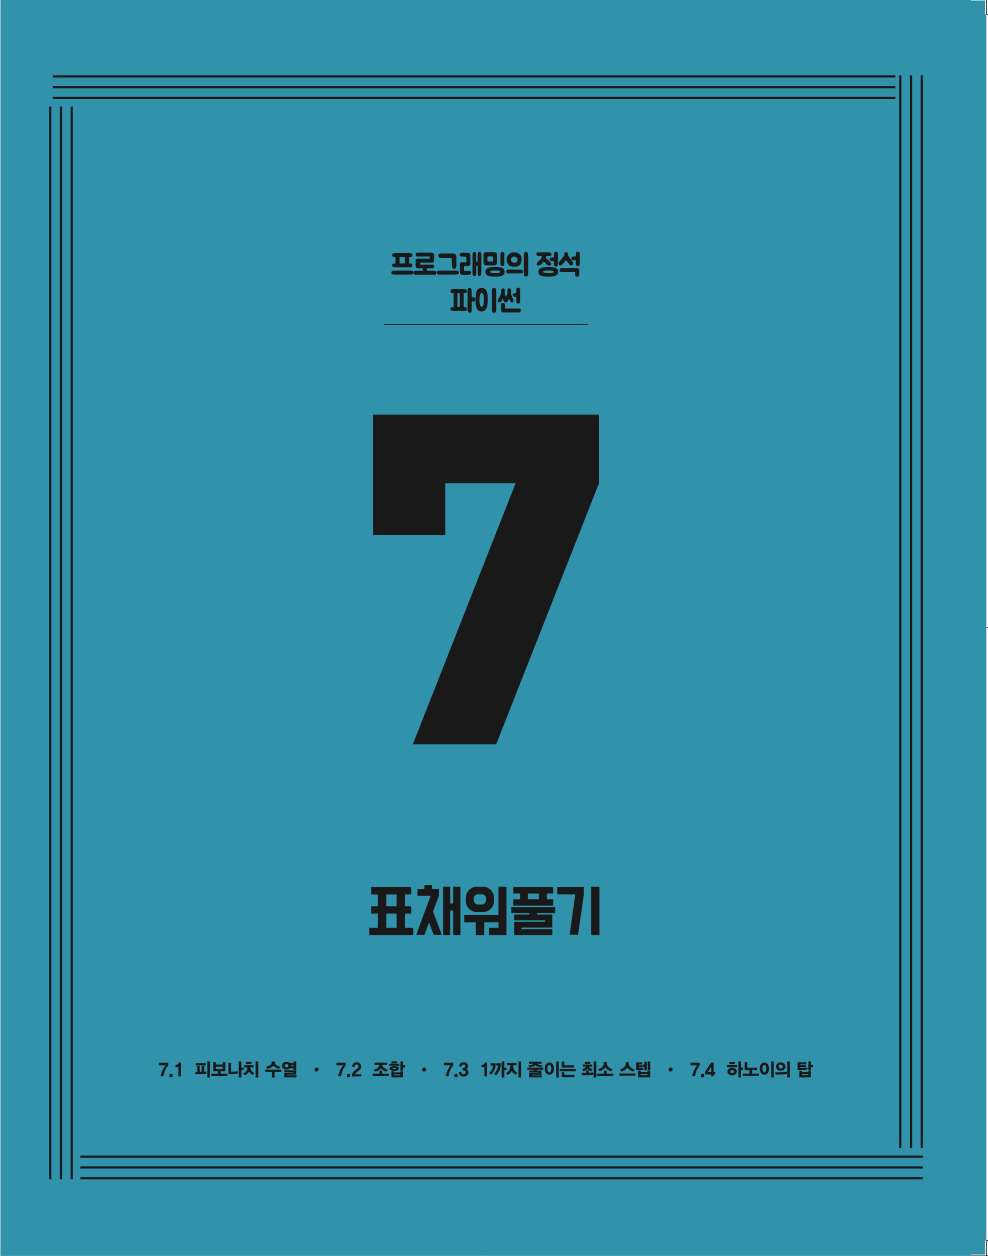 프로그래밍의 정석
파이썬
7
표채워풀기
7.1 피보나치 수열 • 7.2 조합 • 7.3 1까지 줄이는 최소 스텝 • 7.4 하노이의 탑